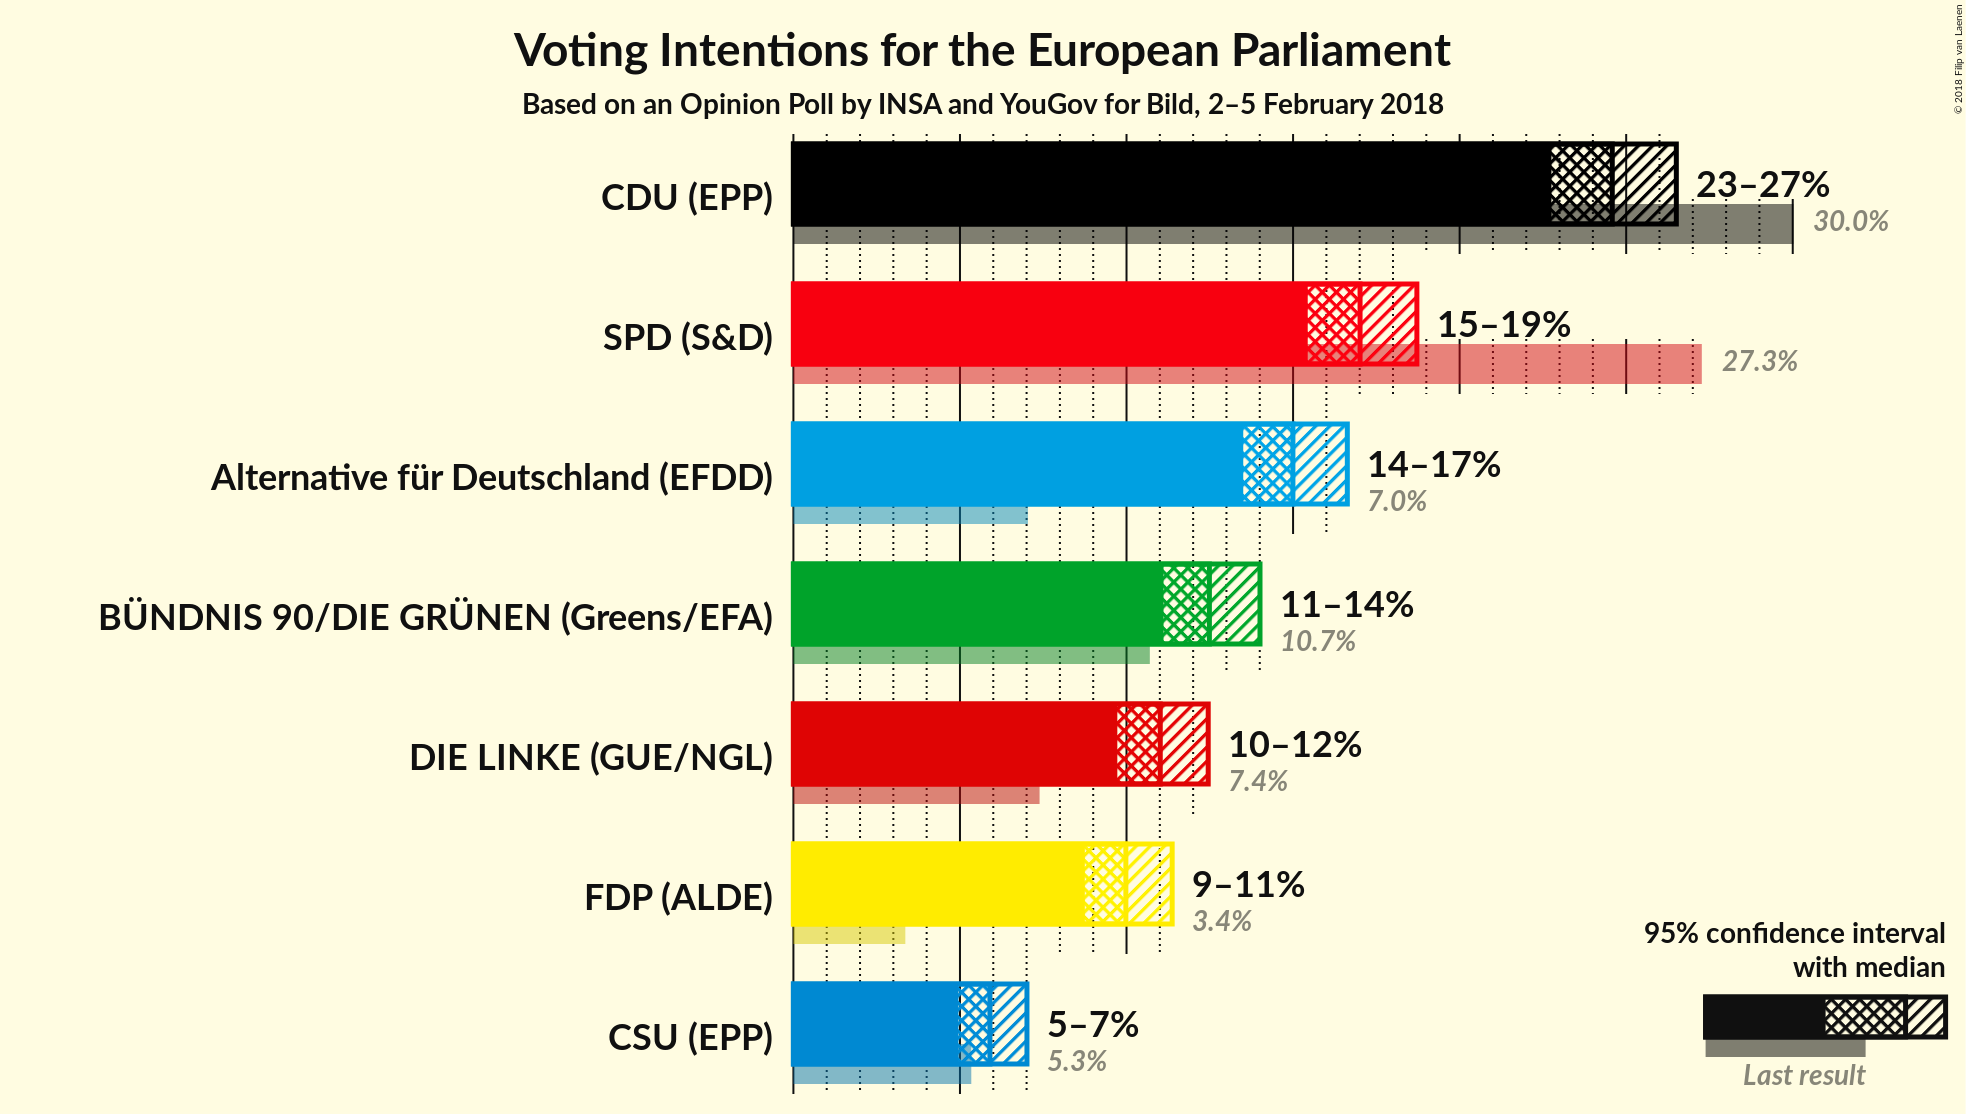 Voting Intentions for the European Parliament
Based on an Opinion Poll by INSA and YouGov for Bild, 2–5 February 2018
© 2018 Filip van Laenen
CDU (EPP)
23–27%
30.0%
SPD (S&D)
15–19%
27.3%
Alternative für Deutschland (EFDD)
14–17%
7.0%
BÜNDNIS 90/DIE GRÜNEN (Greens/EFA)
11–14%
10.7%
DIE LINKE (GUE/NGL)
10–12%
7.4%
FDP (ALDE)
9–11%
3.4%
CSU (EPP)
5–7%
5.3%
95% confidence interval
with median
Last result